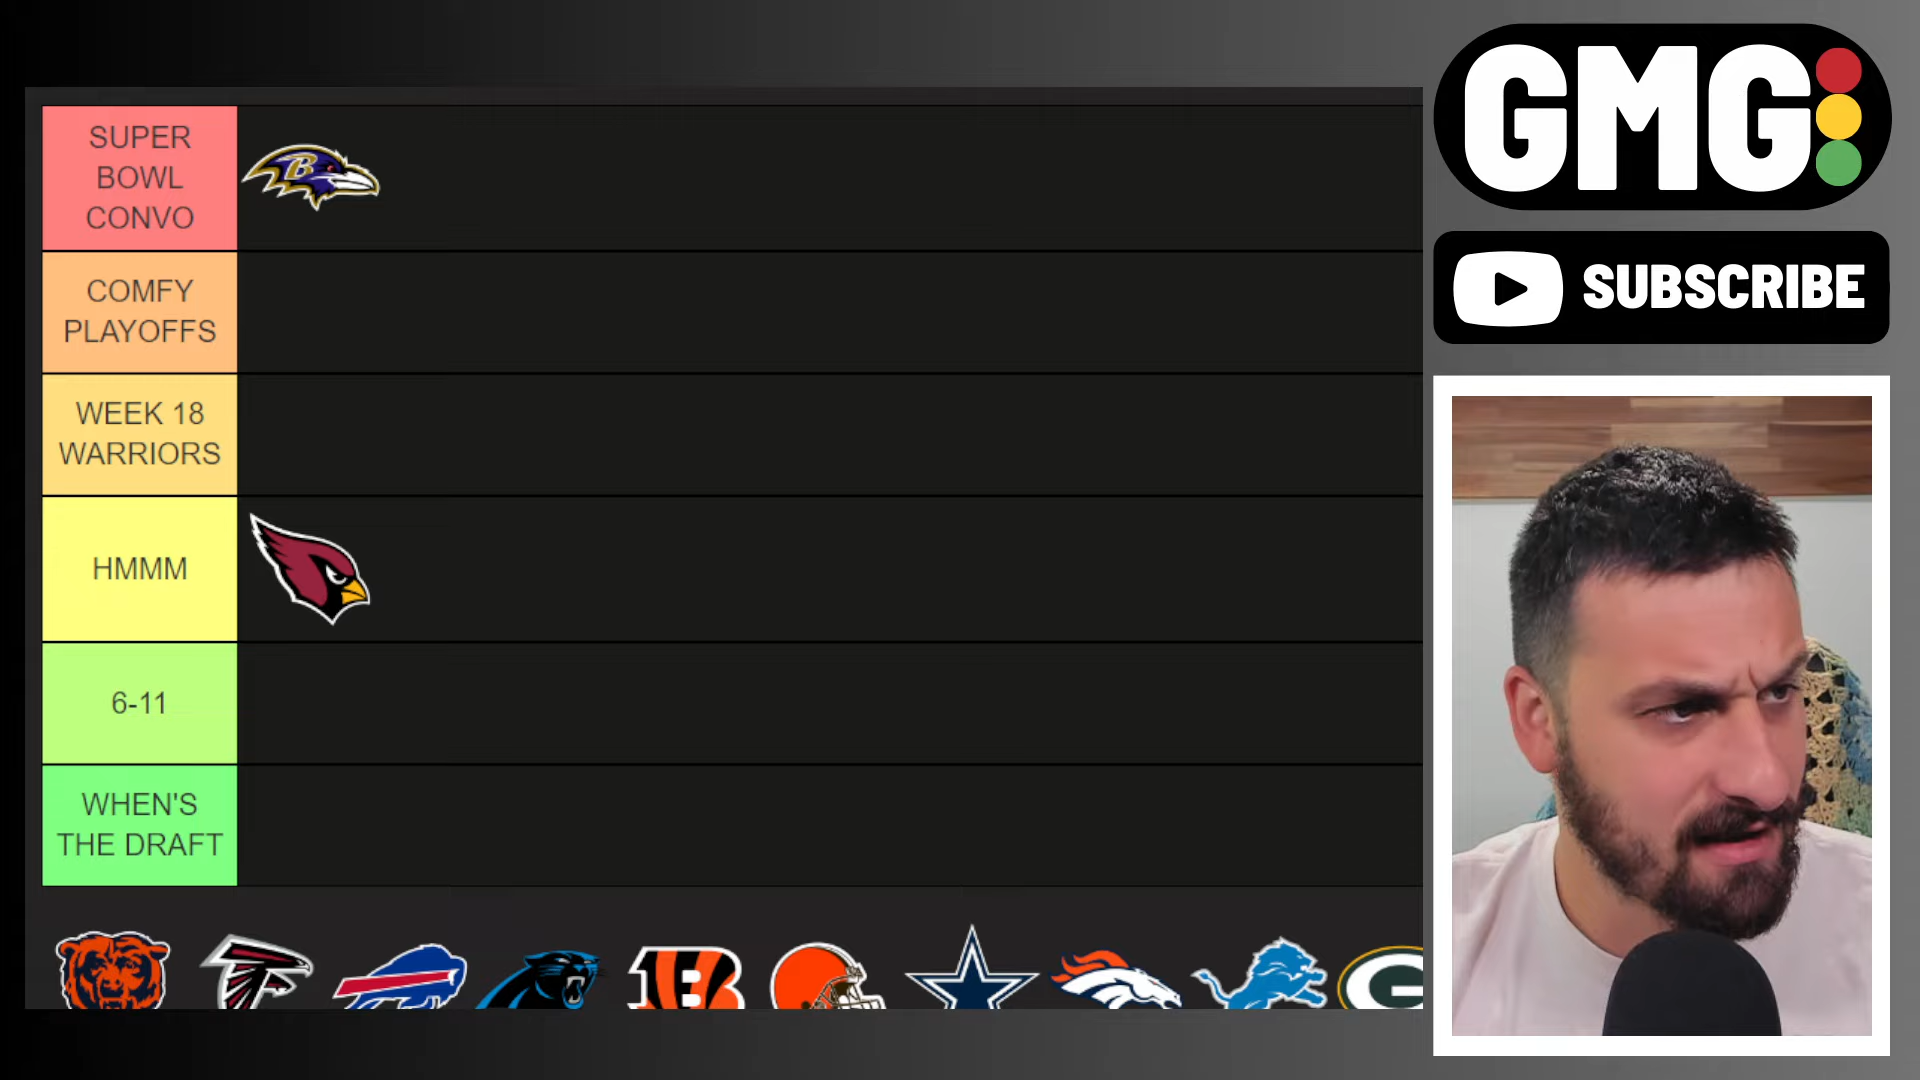 SUPER
BOWL
CONVO
B
COMFY
PLAYOFFS
WEEK 18
WARRIORS
HMMM
6-11
WHEN'S
THE DRAFT
B
G
GMG
SUBSCRIBE